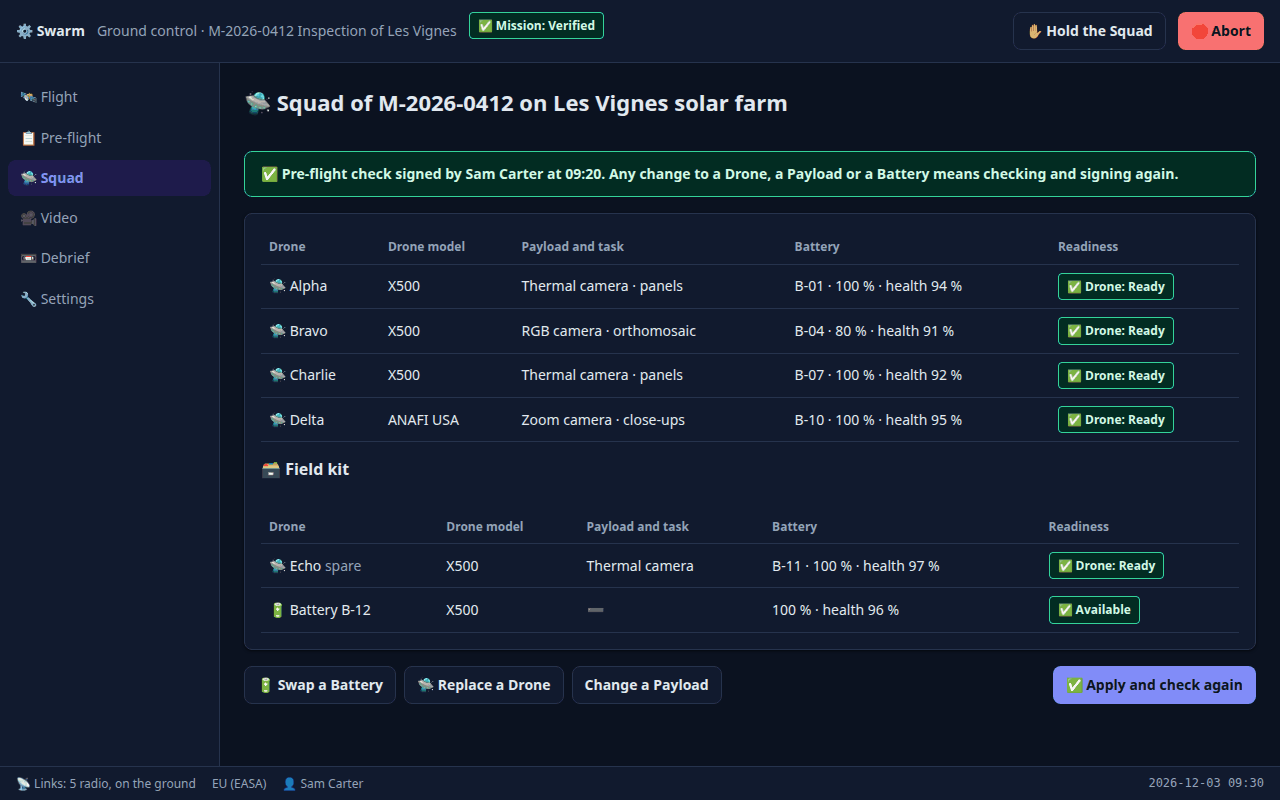 ⚙️ Swarm Ground control · M-2026-0412 Inspection of Les Vignes ✅ Mission: Verified ✋ Hold the Squad 🛑 Abort
🛰️ Flight
📋 Pre-flight
🛸 Squad
🎥 Video
📼 Debrief
🔧 Settings
🛸 Squad of M-2026-0412 on Les Vignes solar farm
✅ Pre-flight check signed by Sam Carter at 09:20. Any change to a Drone, a Payload or a Battery means checking and signing again.
Drone Drone model Payload and task Battery Readiness
🛸 Alpha X500 Thermal camera · panels B-01 · 100 % · health 94 % ✅ Drone: Ready
🛸 Bravo X500 RGB camera · orthomosaic B-04 · 80 % · health 91 % ✅ Drone: Ready
🛸 Charlie X500 Thermal camera · panels B-07 · 100 % · health 92 % ✅ Drone: Ready
🛸 Delta ANAFI USA Zoom camera · close-ups B-10 · 100 % · health 95 % ✅ Drone: Ready
🗃️ Field kit
Drone Drone model Payload and task Battery Readiness
🛸 Echo spare X500 Thermal camera B-11 · 100 % · health 97 % ✅ Drone: Ready
🔋 Battery B-12 X500 ➖ 100 % · health 96 % ✅ Available
🔋 Swap a Battery 🛸 Replace a Drone Change a Payload ✅ Apply and check again
📡 Links: 5 radio, on the ground EU (EASA) 👤 Sam Carter 2026-12-03 09:30